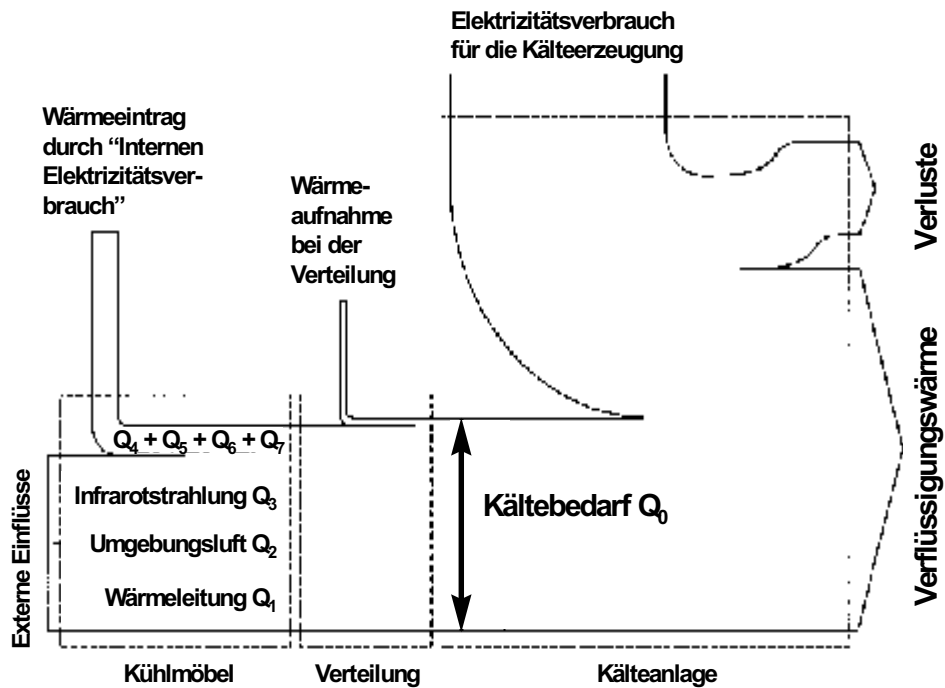 Elektrizitätsverbrauch
für die Kälteerzeugung
Wärmeeintrag
durch “Internen
Elektrizitätsver-
brauch”
Wärme-
aufnahme
bei der
Verteilung
Verluste
Verflüssigungswärme
Q4 + Q5 + Q6 + Q7
Externe Einflüsse
Infrarotstrahlung Q3
Umgebungsluft Q2
Wärmeleitung Q1
Kältebedarf Q0
Kühlmöbel
Verteilung
Kälteanlage